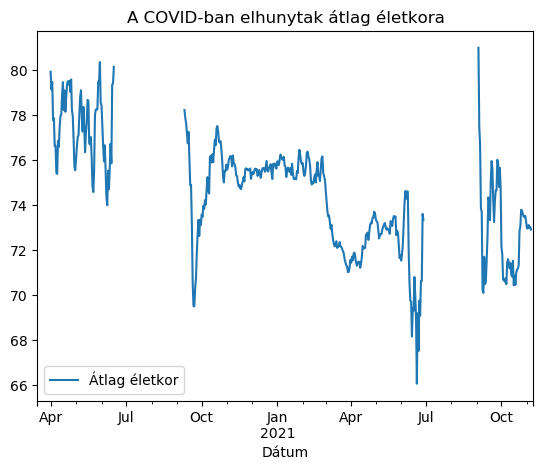 A COVID-ban elhunytak átlag életkora
80
78
76
74
72
70
68
66
Átlag életkor
Apr Jul Oct Jan Apr Jul Oct
2021
Dátum